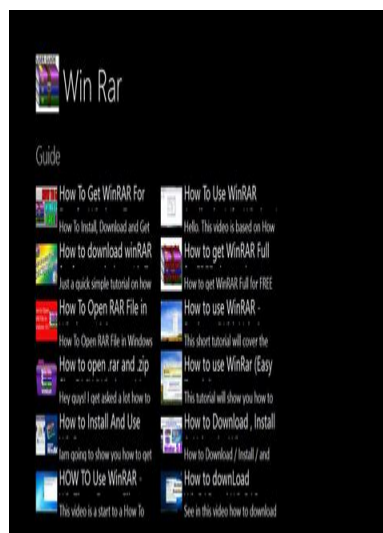 USER GUIDE
Win Rar
Guide
How To Get WinRAR For
How To Install, Download and Get
How to download winRAR
Just a quick simple tutorial on how
How To Open RAR File in
How To Open RAR File in Windows
How to open .rar and .zip
Hey guys! I get asked a lot how to
How to Install And Use
Iam going to show you how to get
HOW TO Use WinRAR -
This video is a start to a How To
How To Use WinRAR
Hello. This video is based on How
How to get WinRAR Full
How to get WinRAR Full for FREE
How to use WinRAR -
This short tutorial will cover the
How to use WinRar (Easy
This tutorial will show you how to
How to Download , Install
How to Download / Install / and
How to downLoad
See in this video how to download